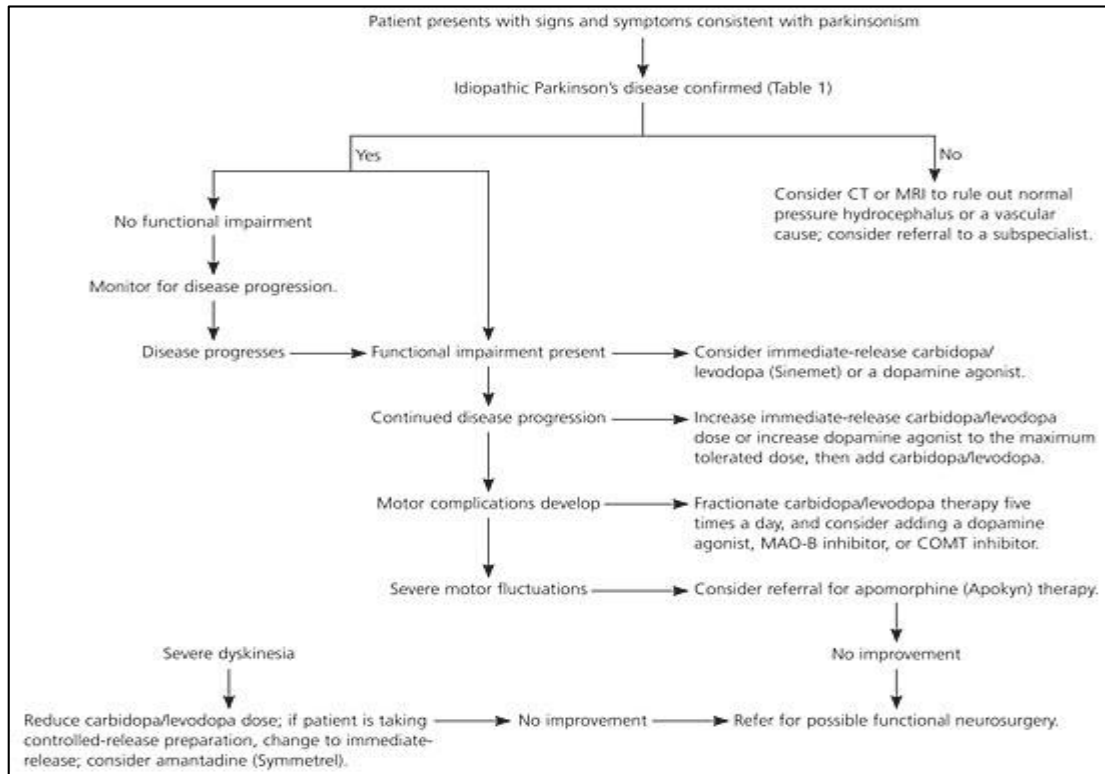 Patient presents with signs and symptoms consistent with parkinsonism
Idiopathic Parkinson's disease confirmed (Table 1)
Yes
No
Consider CT or MRI to rule out normal
pressure hydrocephalus or a vascular
cause; consider referral to a subspecialist.
No functional impairment
Monitor for disease progression.
Disease progresses
Functional impairment present
Consider immediate-release carbidopa/
levodopa (Sinemet) or a dopamine agonist.
Continued disease progression
Increase immediate-release carbidopa/levodopa
dose or increase dopamine agonist to the maximum
tolerated dose, then add carbidopa/levodopa.
Motor complications develop
Fractionate carbidopa/levodopa therapy five
times a day, and consider adding a dopamine
agonist, MAO-B inhibitor, or COMT inhibitor.
Severe motor fluctuations
Consider referral for apomorphine (Apokyn) therapy.
Severe dyskinesia
No improvement
Reduce carbidopa/levodopa dose; if patient is taking
controlled-release preparation, change to immediate-
release; consider amantadine (Symmetrel).
No improvement
Refer for possible functional neurosurgery.